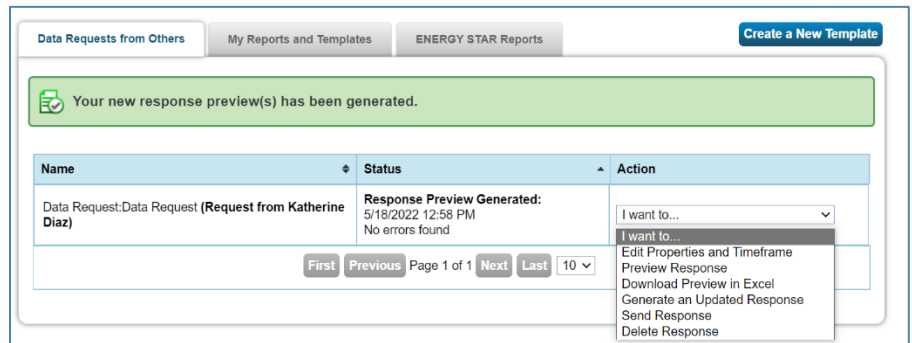 Data Requests from Others
My Reports and Templates
ENERGY STAR Reports
Create a New Template
Your new response preview(s) has been generated.
Name
Status
Action
Data Request:Data Request (Request from Katherine
Diaz)
Response Preview Generated:
5/18/2022 12:58 PM
No errors found
I want to...
I want to...
Edit Properties and Timeframe
Preview Response
Download Preview in Excel
Generate an Updated Response
Send Response
Delete Response
First Previous Page 1 of 1 Next Last 10